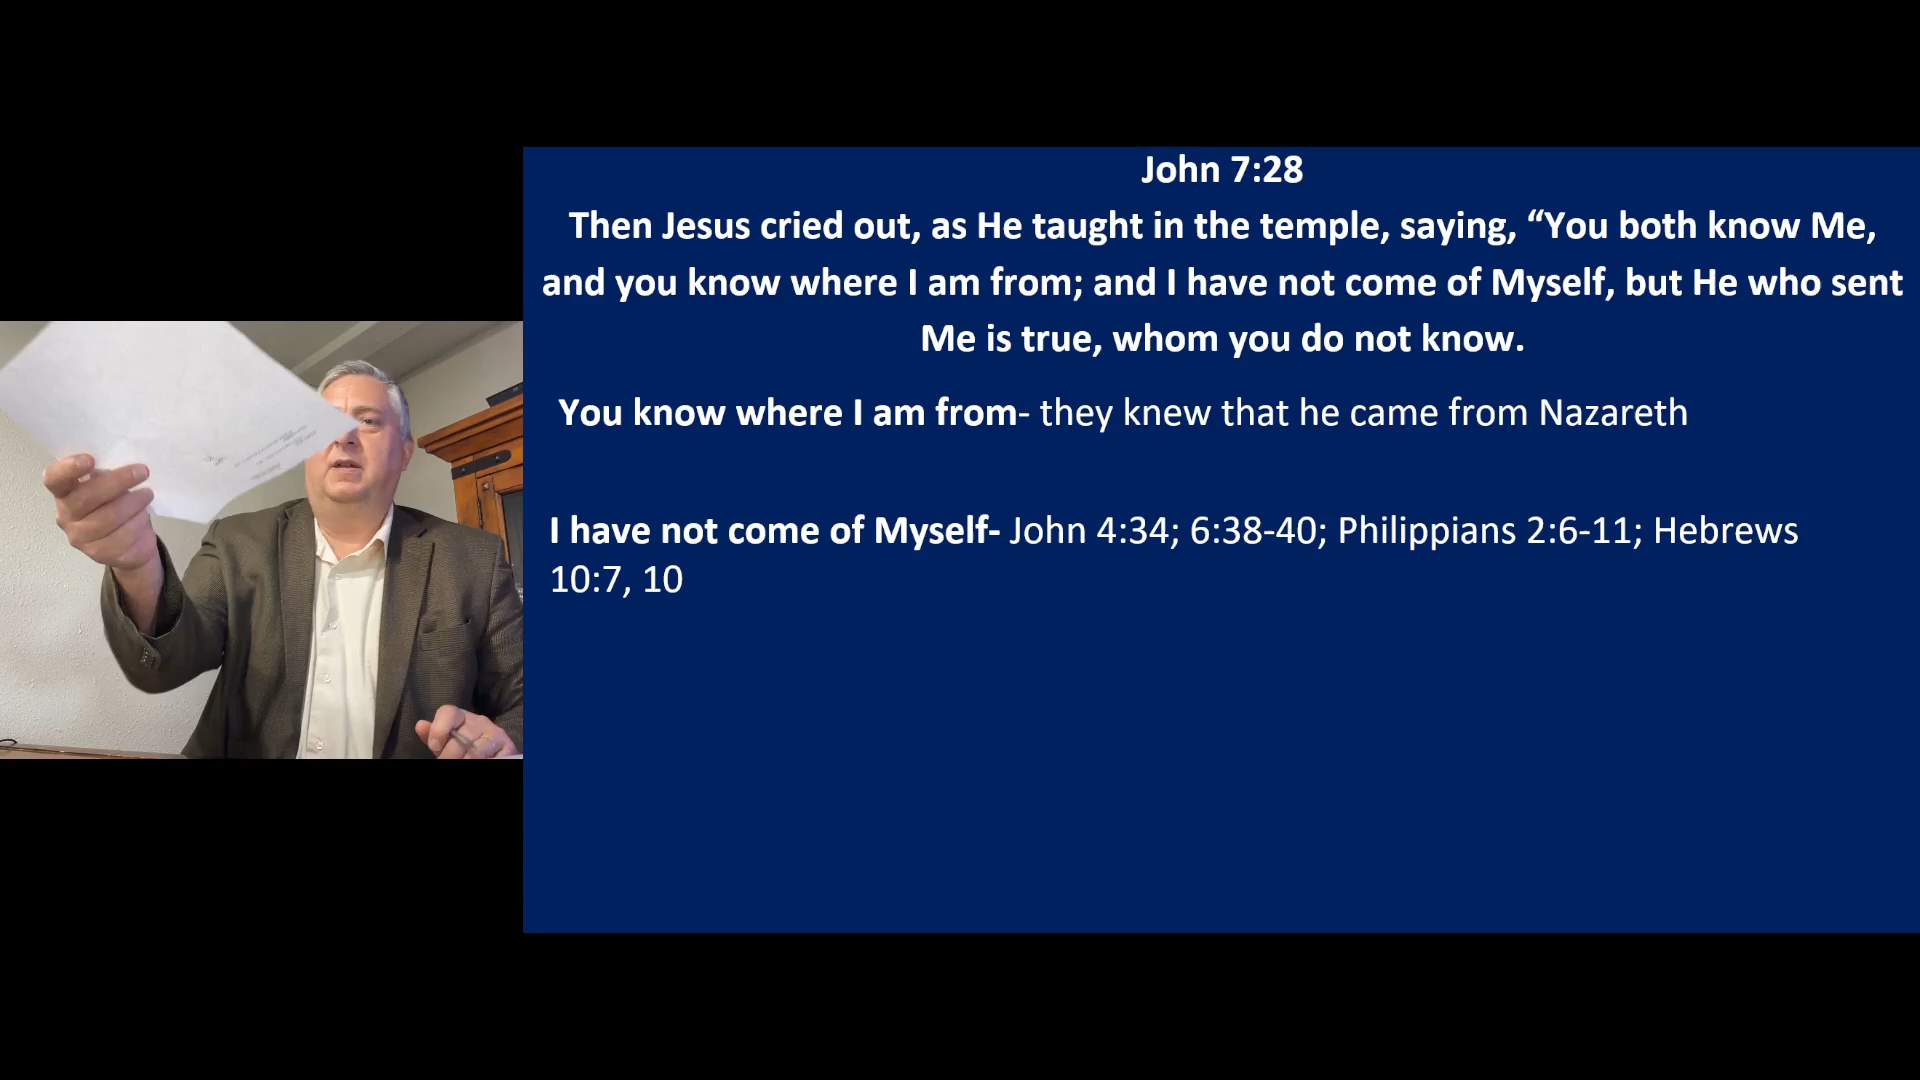 John 7:28
Then Jesus cried out, as He taught in the temple, saying, “You both know Me,
and you know where I am from; and I have not come of Myself, but He who sent
Me is true, whom you do not know.
You know where I am from- they knew that he came from Nazareth
I have not come of Myself- John 4:34; 6:38-40; Philippians 2:6-11; Hebrews
10:7, 10